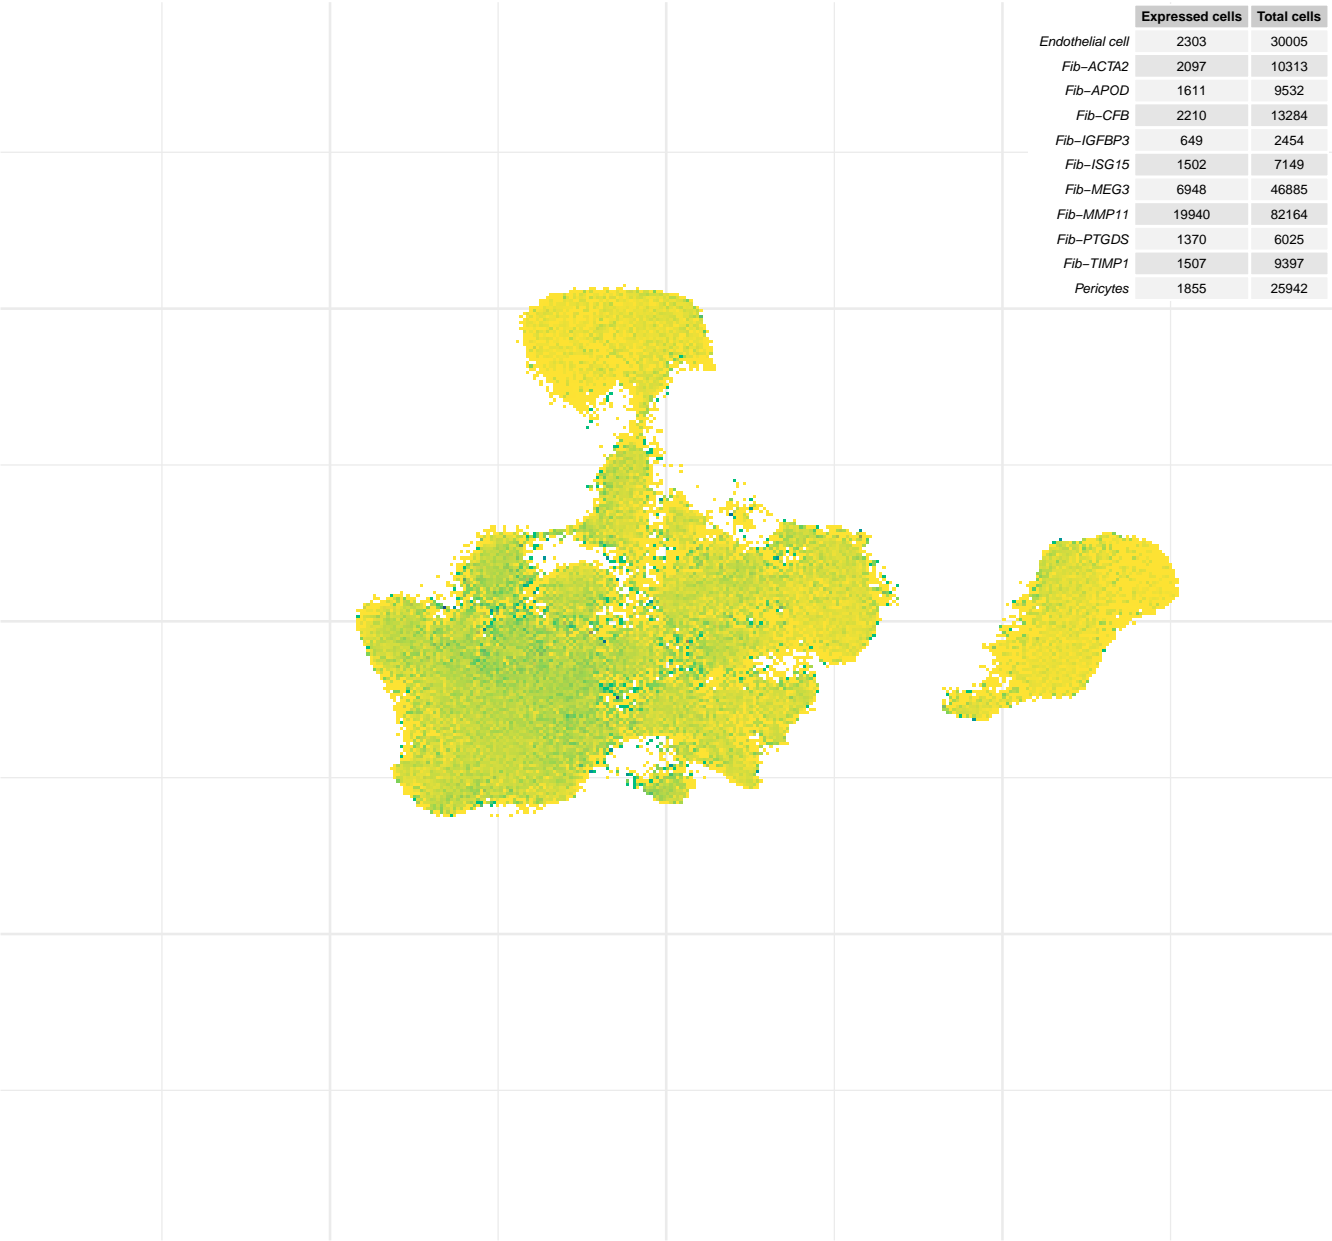 Expressed cells Total cells
Endothelial cell 2303 30005
Fib−ACTA2 2097 10313
Fib−APOD 1611 9532
Fib−CFB 2210 13284
Fib−IGFBP3 649 2454
Fib−ISG15 1502 7149
Fib−MEG3 6948 46885
Fib−MMP11 19940 82164
Fib−PTGDS 1370 6025
Fib−TIMP1 1507 9397
Pericytes 1855 25942